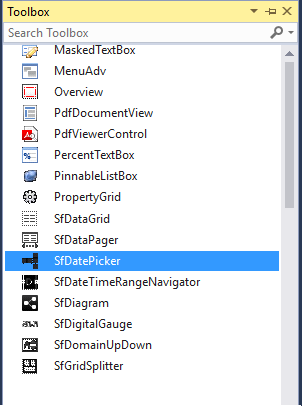 Toolbox
Search Toolbox
MaskedTextBox
MenuAdv
Overview
PdfDocumentView
PdfViewerControl
PercentTextBox
PinnableListBox
PropertyGrid
SfDataGrid
SfDataPager
SfDatePicker
SfDateTimeRangeNavigator
SfDiagram
SfDigitalGauge
SfDomainUpDown
SfGridSplitter